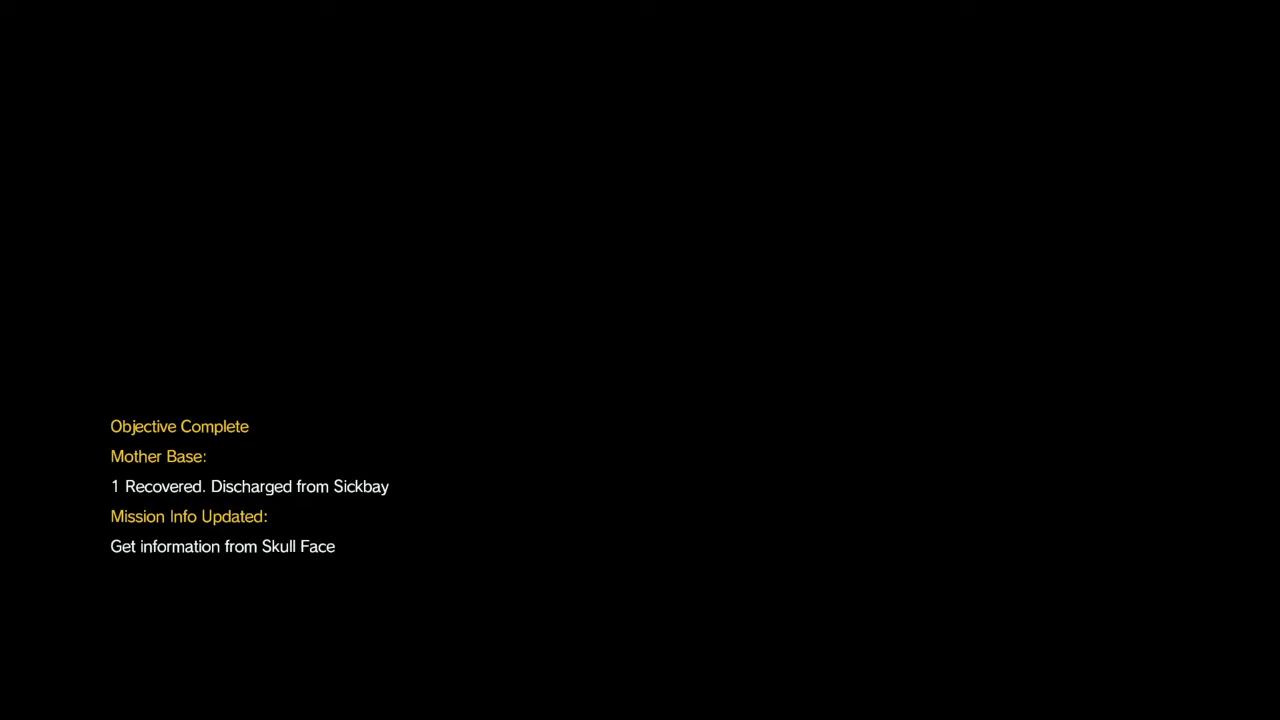 Objective Complete
Mother Base:
1 Recovered. Discharged from Sickbay
Mission Info Updated:
Get information from Skull Face